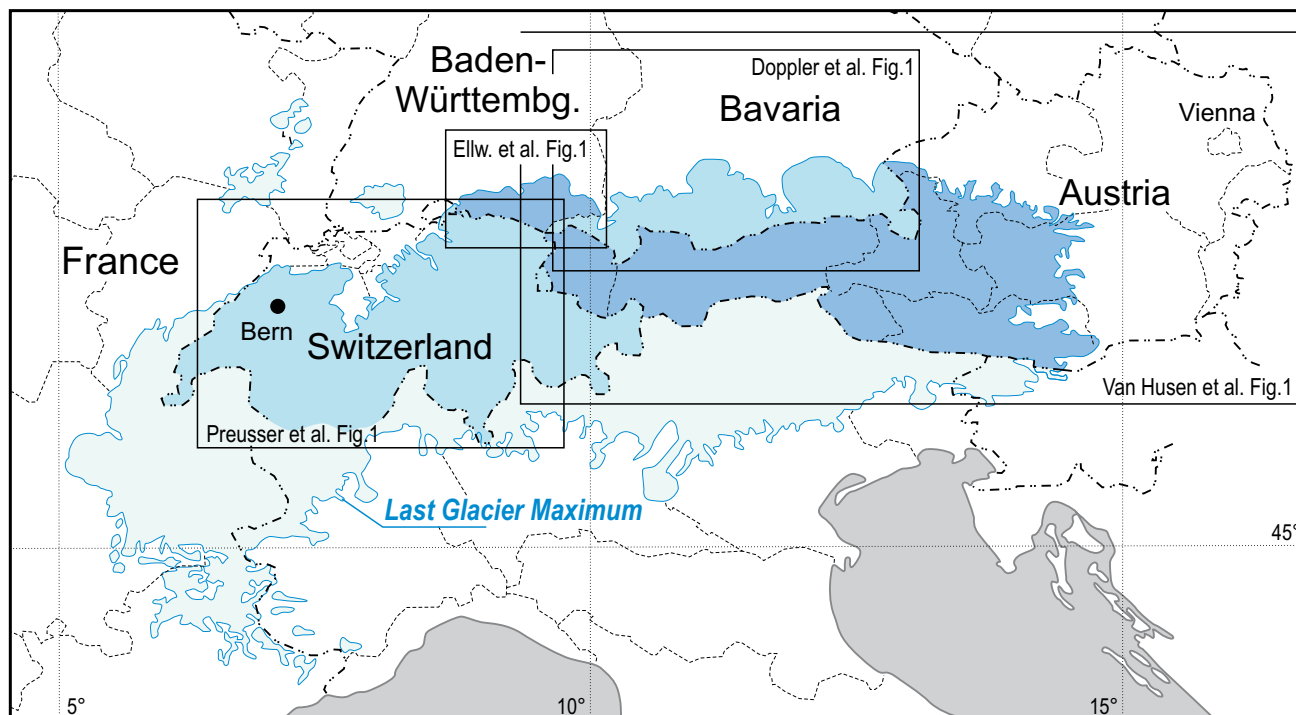 Baden-
Württembg.
Doppler et al. Fig.1
Bavaria
Vienna
Ellw. et al. Fig.1
Austria
France
Bern
Switzerland
Van Husen et al. Fig.1
Preusser et al. Fig.1
Last Glacier Maximum
45°
5°
10°
15°